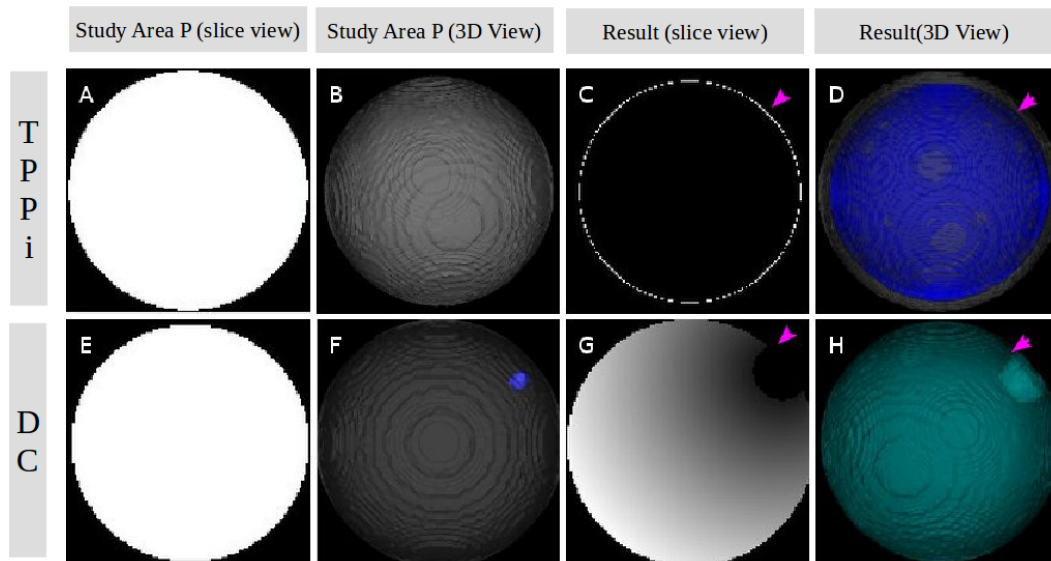 Study Area P (slice view)
Study Area P (3D View)
Result (slice view)
Result(3D View)
T
P
P
i
A
B
C
D
D
C
E
F
G
H